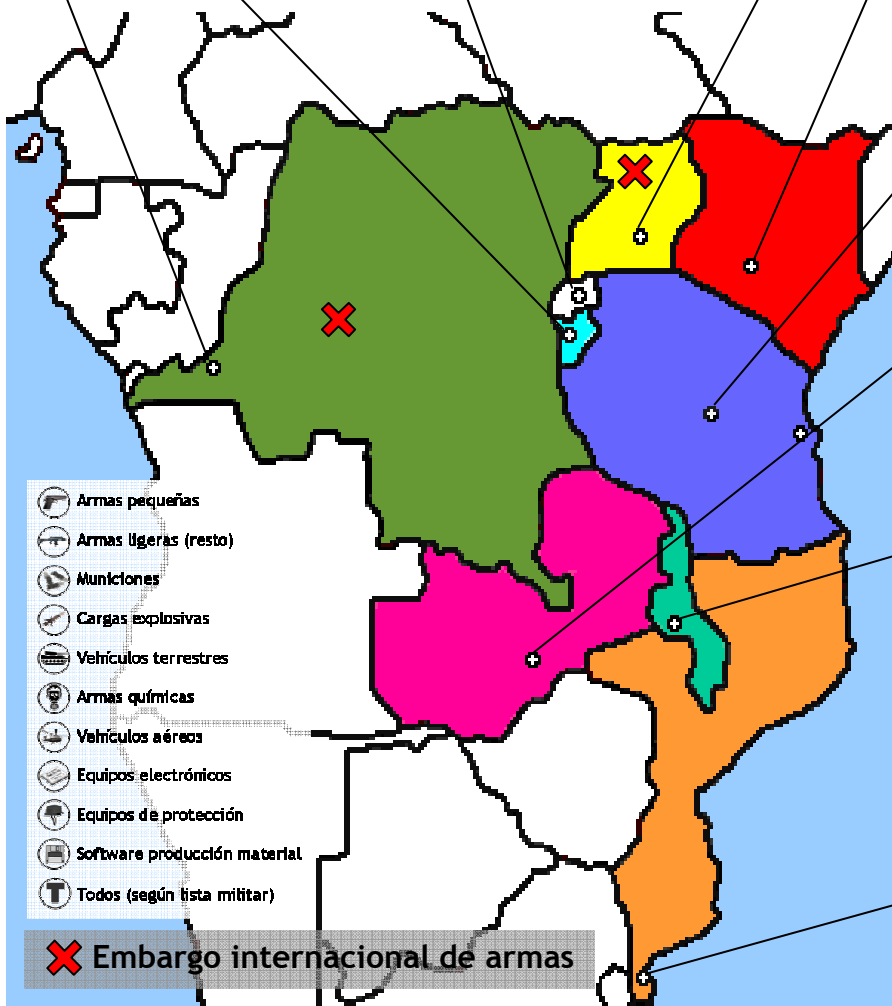 Armas pequeñas
Armas ligeras (resto)
Municiones
Cargas explosivas
Vehículos terrestres
Armas químicas
Vehículos aéreos
Equipos electrónicos
Equipos de protección
Software producción material
Todos (según lista militar)
Embargo internacional de armas